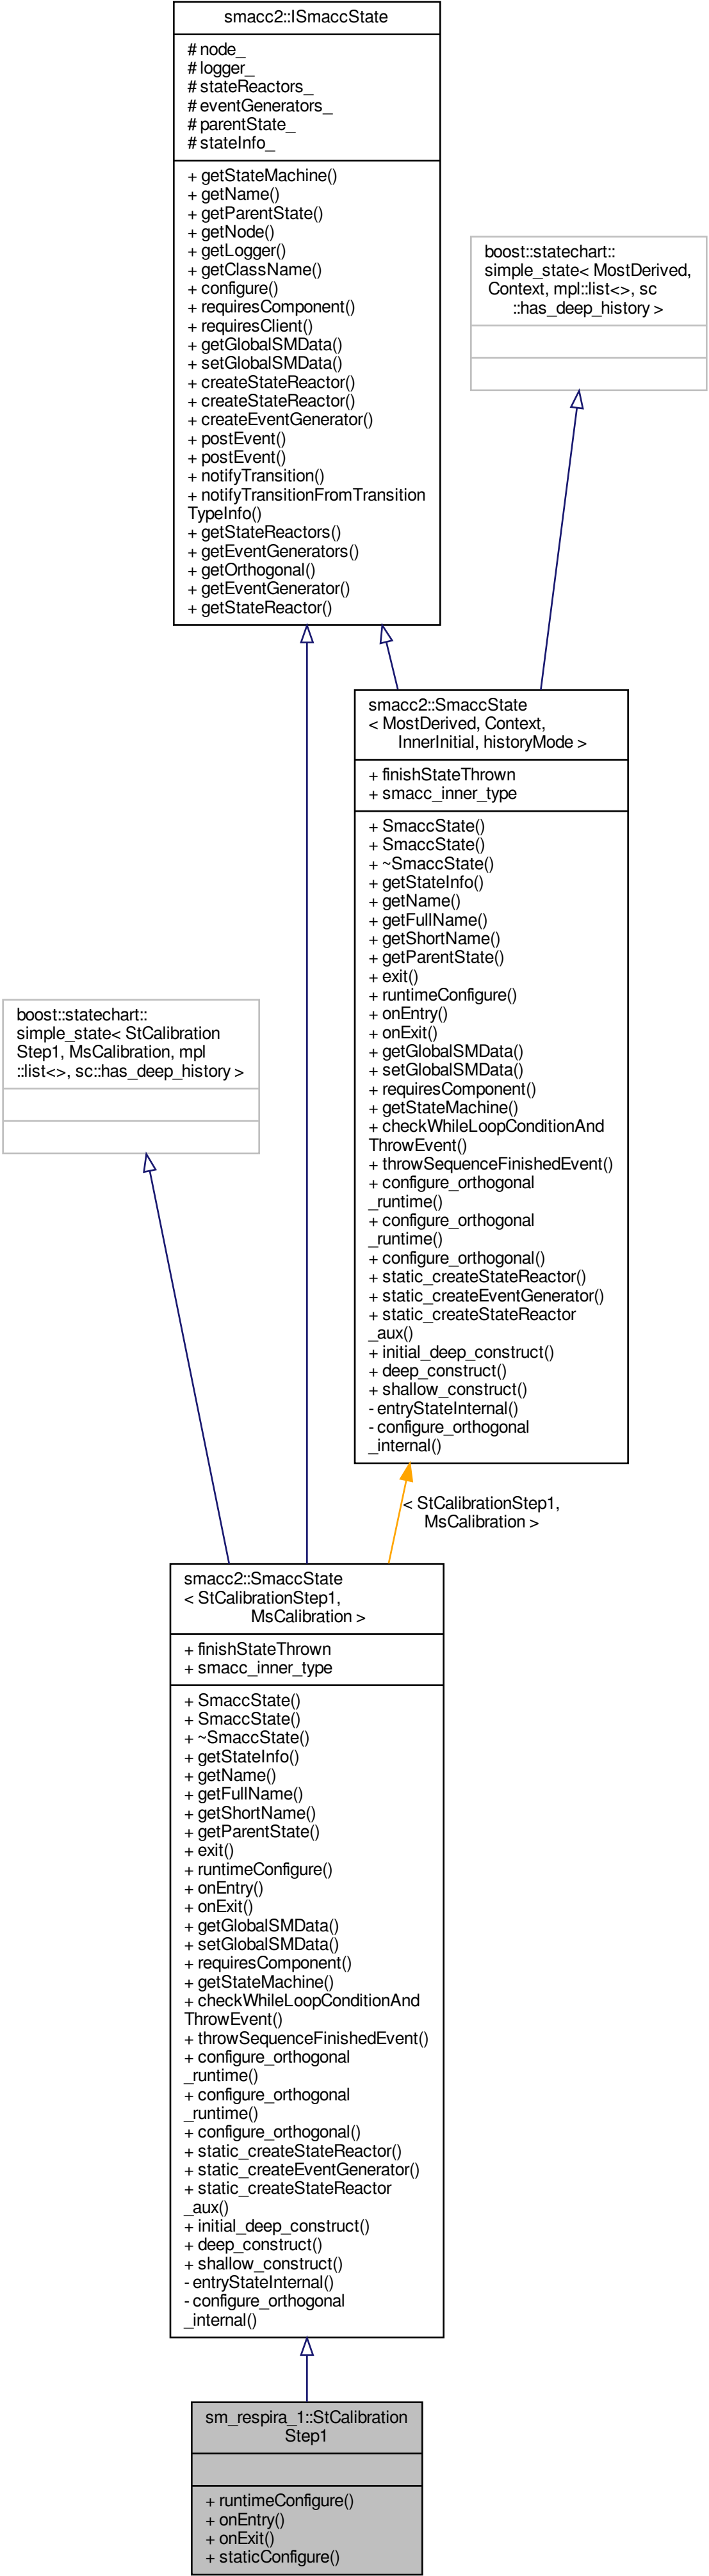 smacc2::ISmaccState
# node_
# logger_
# stateReactors_
# eventGenerators_
# parentState_
# stateInfo_
+ getStateMachine()
+ getName()
+ getParentState()
+ getNode()
+ getLogger()
+ getClassName()
+ configure()
+ requiresComponent()
+ requiresClient()
+ getGlobalSMData()
+ setGlobalSMData()
+ createStateReactor()
+ createStateReactor()
+ createEventGenerator()
+ postEvent()
+ postEvent()
+ notifyTransition()
+ notifyTransitionFromTransition
TypeInfo()
+ getStateReactors()
+ getEventGenerators()
+ getOrthogonal()
+ getEventGenerator()
+ getStateReactor()
boost::statechart::
simple_state< MostDerived,
Context, mpl::list<>, sc
::has_deep_history >
smacc2::SmaccState
< MostDerived, Context,
InnerInitial, historyMode >
+ finishStateThrown
+ smacc_inner_type
+ SmaccState()
+ SmaccState()
+ ~SmaccState()
+ getStateInfo()
+ getName()
+ getFullName()
+ getShortName()
+ getParentState()
+ exit()
+ runtimeConfigure()
+ onEntry()
+ onExit()
+ getGlobalSMData()
+ setGlobalSMData()
+ requiresComponent()
+ getStateMachine()
+ checkWhileLoopConditionAnd
ThrowEvent()
+ throwSequenceFinishedEvent()
+ configure_orthogonal
_runtime()
+ configure_orthogonal
_runtime()
+ configure_orthogonal()
+ static_createStateReactor()
+ static_createEventGenerator()
+ static_createStateReactor
_aux()
+ initial_deep_construct()
+ deep_construct()
+ shallow_construct()
- entryStateInternal()
- configure_orthogonal
_internal()
boost::statechart::
simple_state< StCalibration
Step1, MsCalibration, mpl
::list<>, sc::has_deep_history >
< StCalibrationStep1,
MsCalibration >
smacc2::SmaccState
< StCalibrationStep1,
MsCalibration >
+ finishStateThrown
+ smacc_inner_type
+ SmaccState()
+ SmaccState()
+ ~SmaccState()
+ getStateInfo()
+ getName()
+ getFullName()
+ getShortName()
+ getParentState()
+ exit()
+ runtimeConfigure()
+ onEntry()
+ onExit()
+ getGlobalSMData()
+ setGlobalSMData()
+ requiresComponent()
+ getStateMachine()
+ checkWhileLoopConditionAnd
ThrowEvent()
+ throwSequenceFinishedEvent()
+ configure_orthogonal
_runtime()
+ configure_orthogonal
_runtime()
+ configure_orthogonal()
+ static_createStateReactor()
+ static_createEventGenerator()
+ static_createStateReactor
_aux()
+ initial_deep_construct()
+ deep_construct()
+ shallow_construct()
- entryStateInternal()
- configure_orthogonal
_internal()
sm_respira_1::StCalibration
Step1
+ runtimeConfigure()
+ onEntry()
+ onExit()
+ staticConfigure()